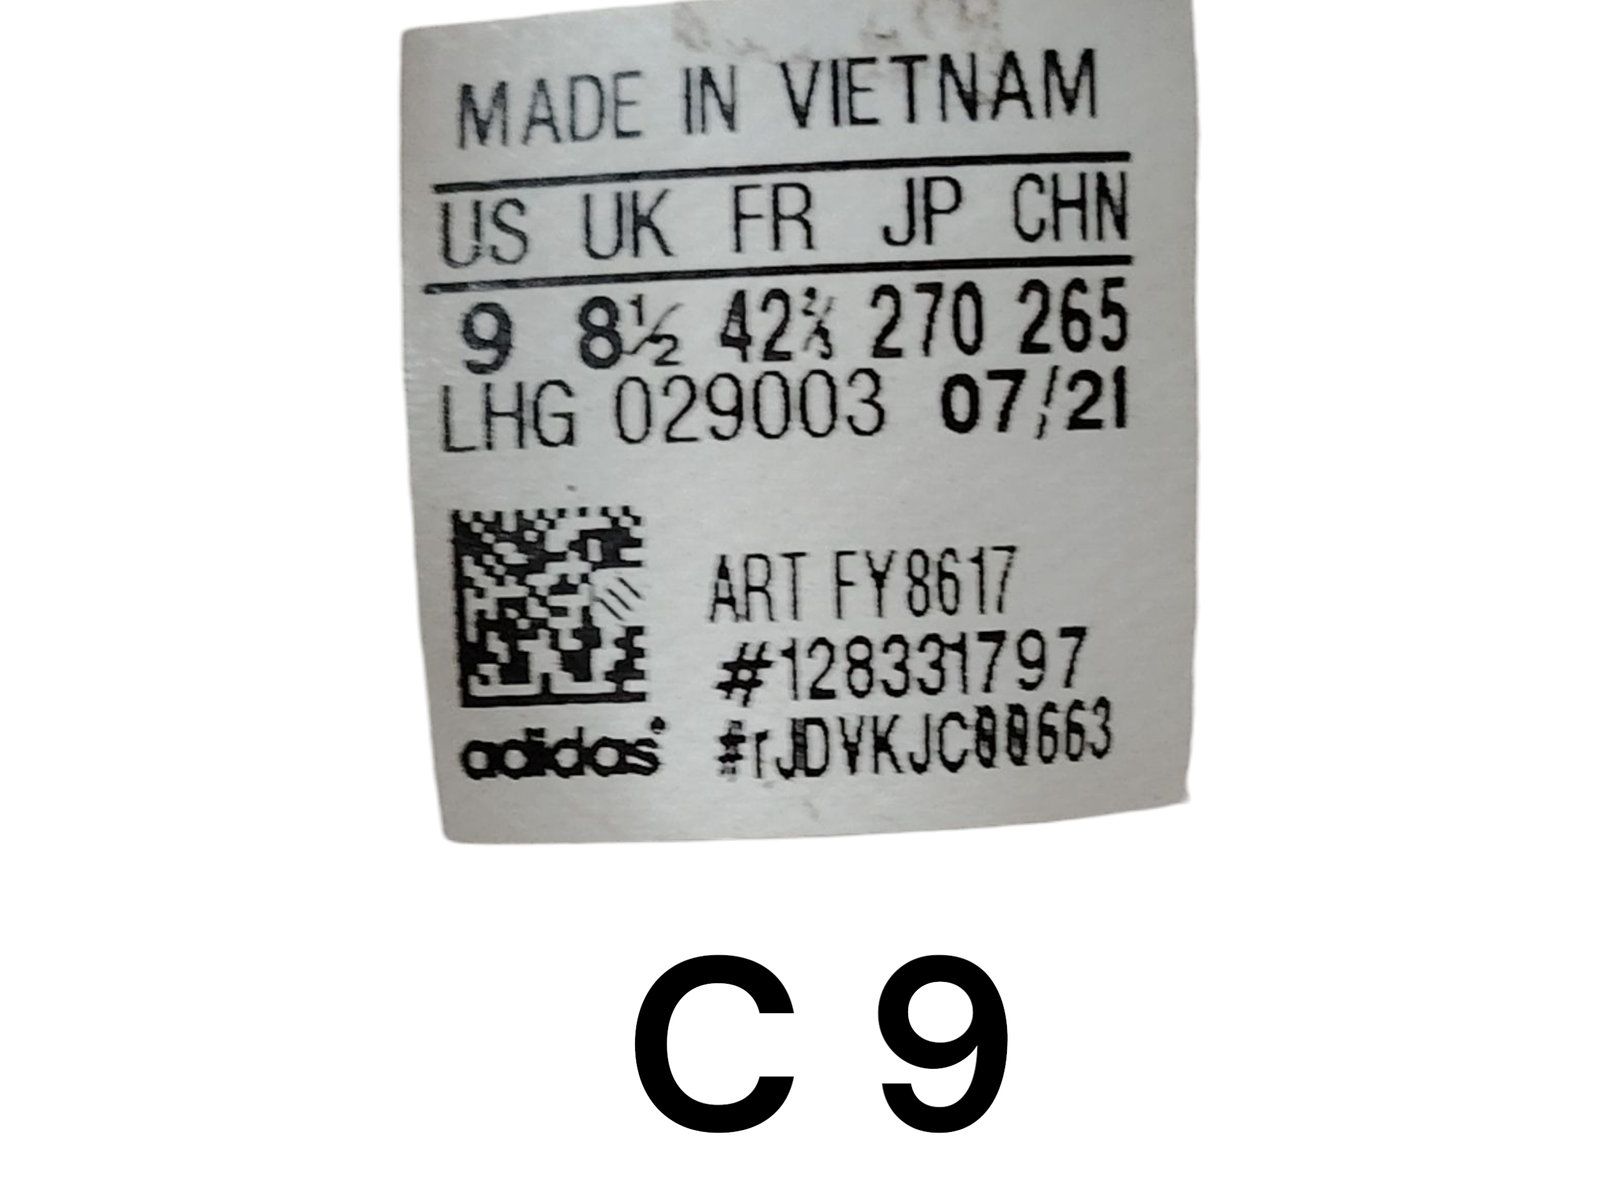 MADE IN VIETNAM
US UK FR JP CHN
9 8½ 42⅔ 270 265
LHG 029003 07/21
ART FY8617
#128331797
#rJDVKJC00663
adidas
C 9